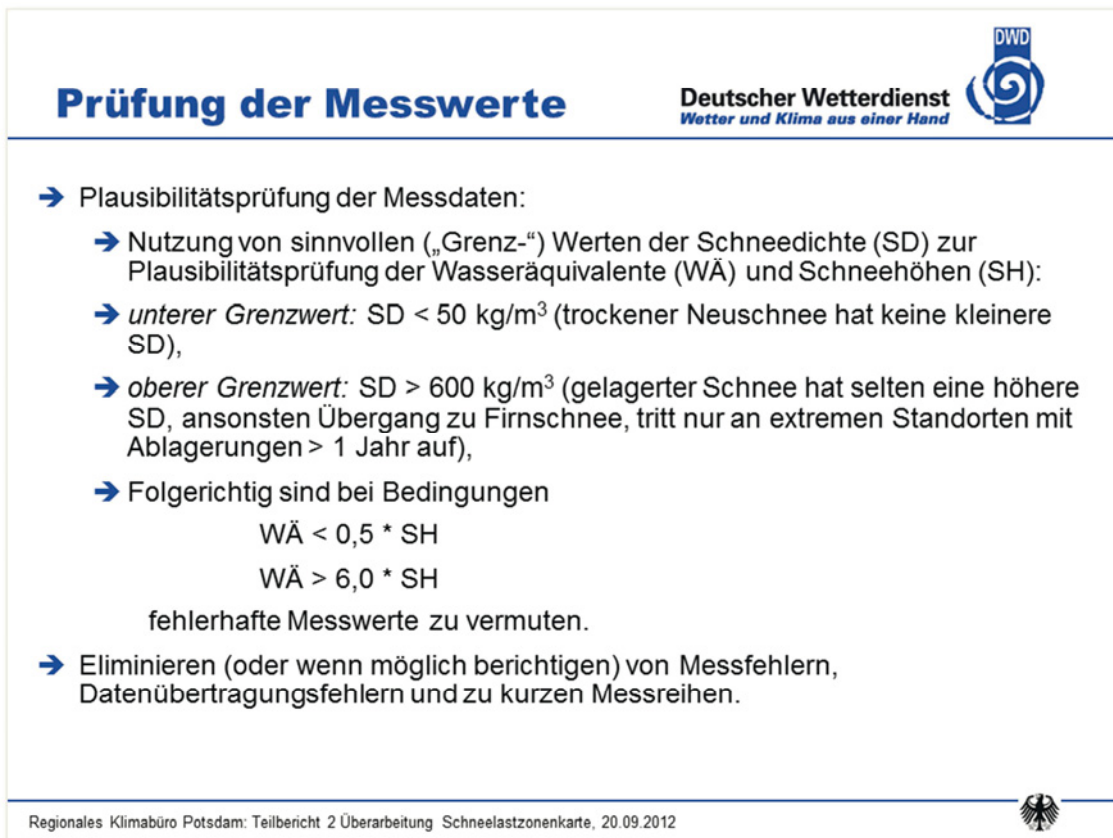 DWD
Prüfung der Messwerte
Deutscher Wetterdienst
Wetter und Klima aus einer Hand
➔ Plausibilitätsprüfung der Messdaten:
➔ Nutzung von sinnvollen („Grenz-“) Werten der Schneedichte (SD) zur
Plausibilitätsprüfung der Wasseräquivalente (WÄ) und Schneehöhen (SH):
➔ unterer Grenzwert: SD < 50 kg/m³ (trockener Neuschnee hat keine kleinere
SD),
➔ oberer Grenzwert: SD > 600 kg/m³ (gelagerter Schnee hat selten eine höhere
SD, ansonsten Übergang zu Firnschnee, tritt nur an extremen Standorten mit
Ablagerungen > 1 Jahr auf),
➔ Folgerichtig sind bei Bedingungen
WÄ < 0,5 * SH
WÄ > 6,0 * SH
fehlerhafte Messwerte zu vermuten.
➔ Eliminieren (oder wenn möglich berichtigen) von Messfehlern,
Datenübertragungsfehlern und zu kurzen Messreihen.
Regionales Klimabüro Potsdam: Teilbericht 2 Überarbeitung Schneelastzonenkarte, 20.09.2012